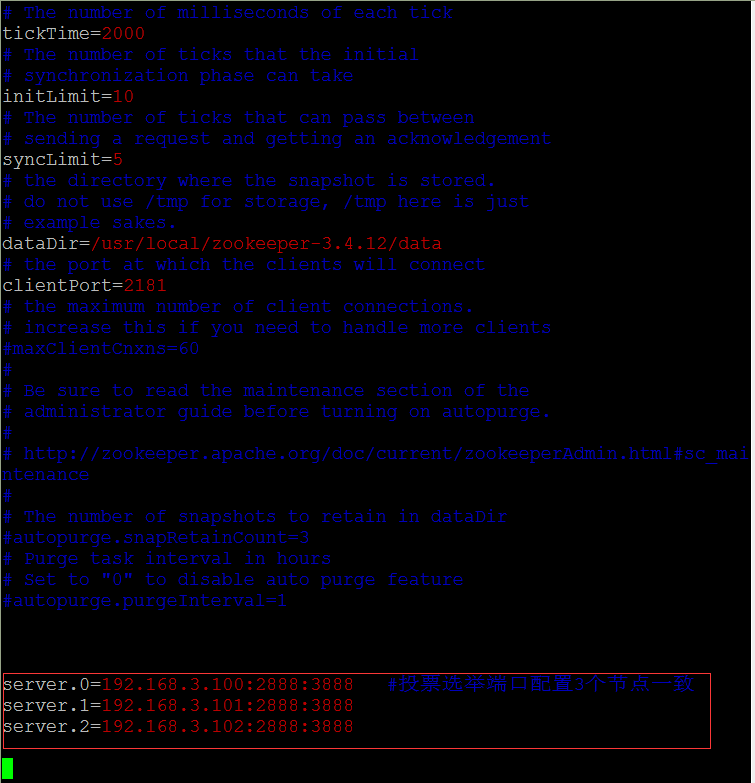 # The number of milliseconds of each tick
tickTime=2000
# The number of ticks that the initial
# synchronization phase can take
initLimit=10
# The number of ticks that can pass between
# sending a request and getting an acknowledgement
syncLimit=5
# the directory where the snapshot is stored.
# do not use /tmp for storage, /tmp here is just
# example sakes.
dataDir=/usr/local/zookeeper-3.4.12/data
# the port at which the clients will connect
clientPort=2181
# the maximum number of client connections.
# increase this if you need to handle more clients
#maxClientCnxns=60
#
# Be sure to read the maintenance section of the
# administrator guide before turning on autopurge.
#
# http://zookeeper.apache.org/doc/current/zookeeperAdmin.html#sc_mai
ntenance
#
# The number of snapshots to retain in dataDir
#autopurge.snapRetainCount=3
# Purge task interval in hours
# Set to "0" to disable auto purge feature
#autopurge.purgeInterval=1
server.0=192.168.3.100:2888:3888   #投票选举端口配置3个节点一致
server.1=192.168.3.101:2888:3888
server.2=192.168.3.102:2888:3888